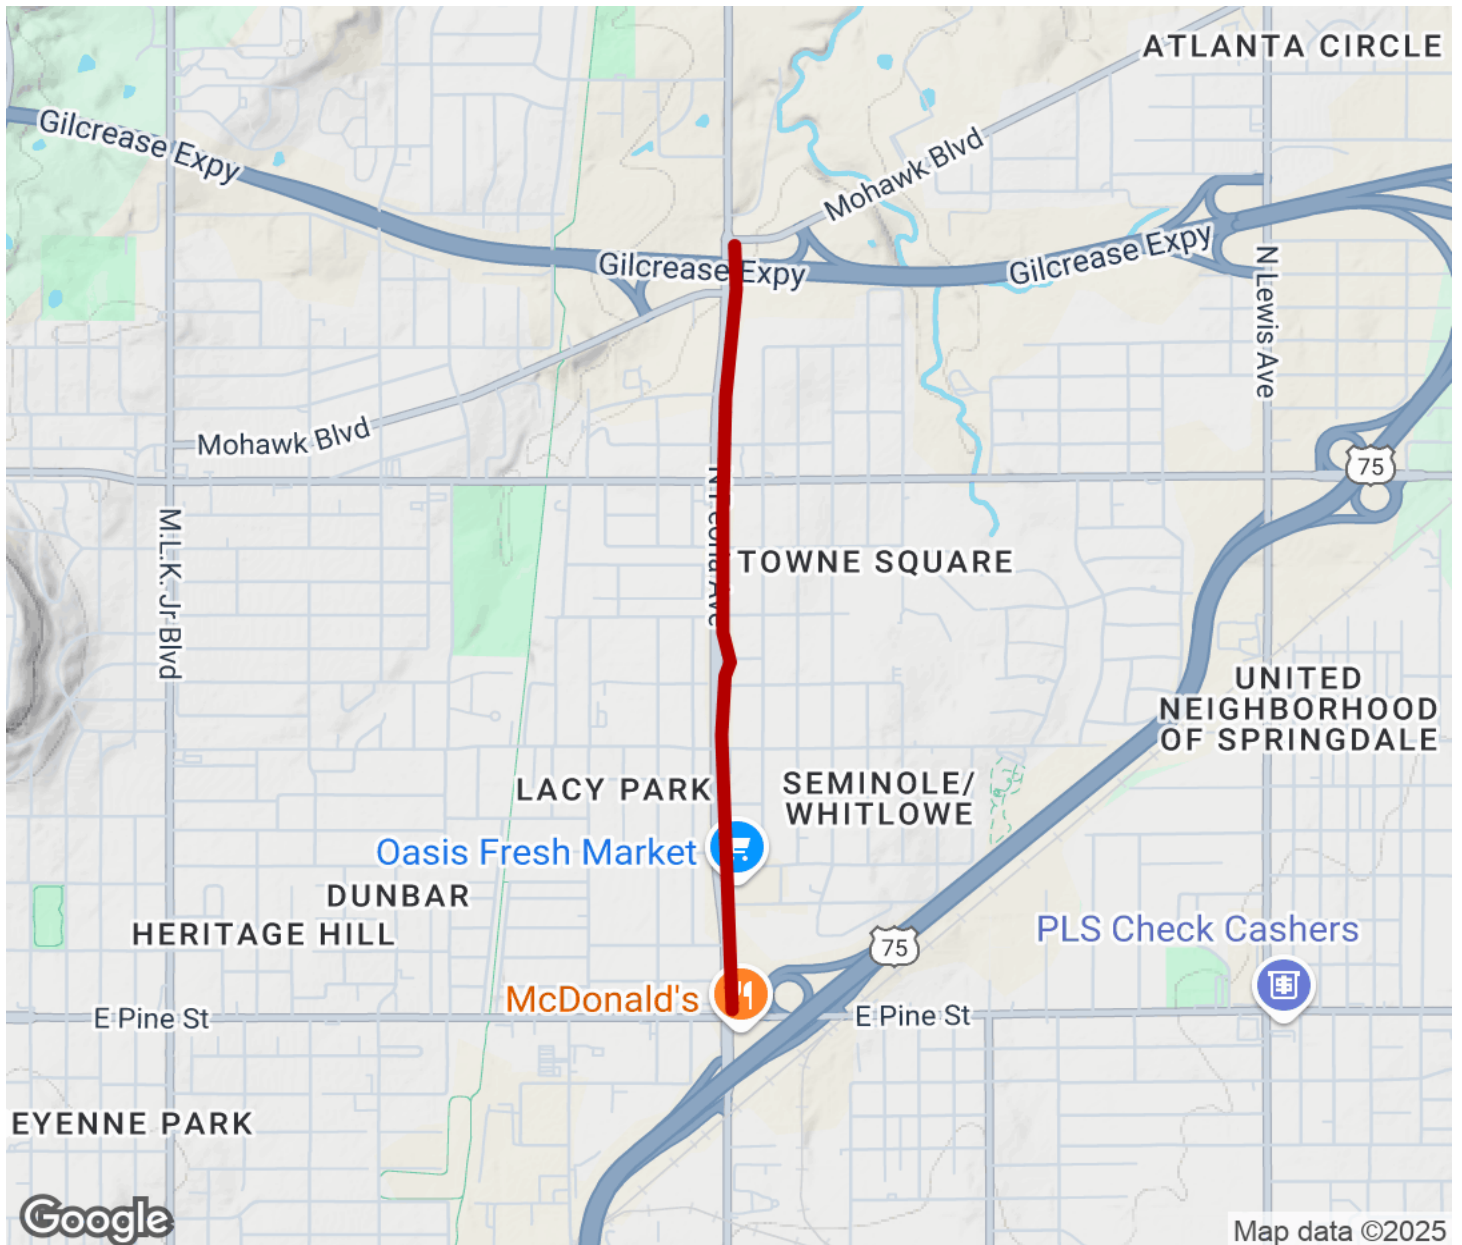 ATLANTA CIRCLE
Gilcrease Expy
Mohawk Blvd
Gilcrease Expy
Gilcrease Expy
N Lewis Ave
Mohawk Blvd
75
M.L.K. Jr Blvd
Ave
TOWNE SQUARE
UNITED
NEIGHBORHOOD
OF SPRINGDALE
LACY PARK
SEMINOLE/
WHITLOWE
Oasis Fresh Market
DUNBAR
HERITAGE HILL
PLS Check Cashers
75
McDonald's
E Pine St
E Pine St
EYENNE PARK
Google
Map data ©2025